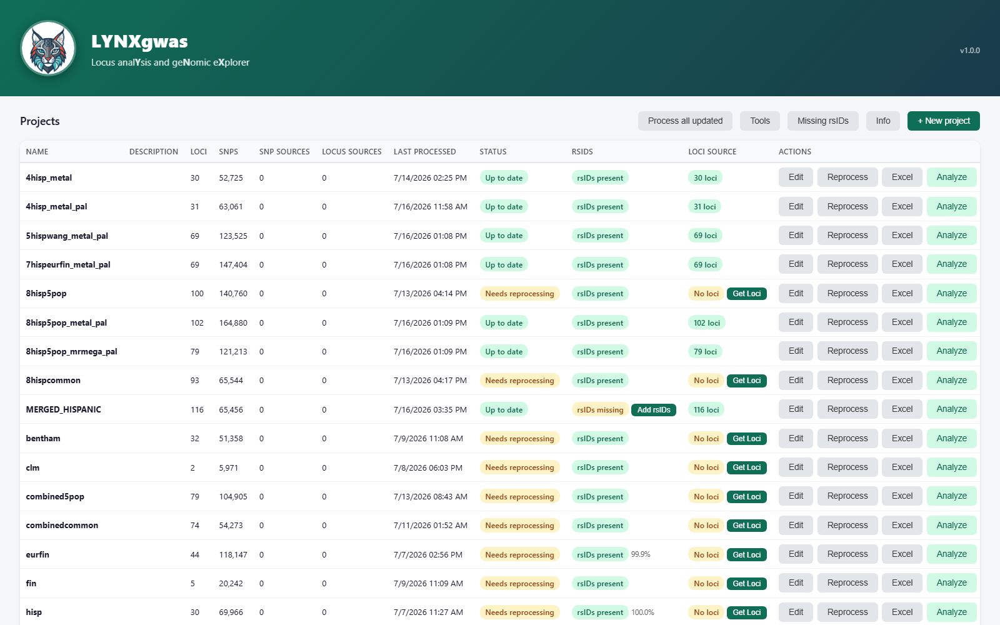 LYNXgwas
Locus analYsis and geNomic eXplorer
v1.0.0
Projects
Process all updated
Tools
Missing rsIDs
Info
+ New project
NAME DESCRIPTION LOCI SNPS SNP SOURCES LOCUS SOURCES LAST PROCESSED STATUS RSIDS LOCI SOURCE ACTIONS
4hisp_metal 30 52,725 0 0 7/14/2026 02:25 PM Up to date rsIDs present 30 loci Edit Reprocess Excel Analyze
4hisp_metal_pal 31 63,061 0 0 7/16/2026 11:58 AM Up to date rsIDs present 31 loci Edit Reprocess Excel Analyze
5hispwang_metal_pal 69 123,525 0 0 7/16/2026 01:08 PM Up to date rsIDs present 69 loci Edit Reprocess Excel Analyze
7hispeurfin_metal_pal 69 147,404 0 0 7/16/2026 01:08 PM Up to date rsIDs present 69 loci Edit Reprocess Excel Analyze
8hisp5pop 100 140,760 0 0 7/13/2026 04:14 PM Needs reprocessing rsIDs present No loci Get Loci Edit Reprocess Excel Analyze
8hisp5pop_metal_pal 102 164,880 0 0 7/16/2026 01:09 PM Up to date rsIDs present 102 loci Edit Reprocess Excel Analyze
8hisp5pop_mrmega_pal 79 121,213 0 0 7/16/2026 01:09 PM Up to date rsIDs present 79 loci Edit Reprocess Excel Analyze
8hispcommon 93 65,544 0 0 7/13/2026 04:17 PM Needs reprocessing rsIDs present No loci Get Loci Edit Reprocess Excel Analyze
MERGED_HISPANIC 116 65,456 0 0 7/16/2026 03:35 PM Up to date rsIDs missing Add rsIDs 116 loci Edit Reprocess Excel Analyze
bentham 32 51,358 0 0 7/9/2026 11:08 AM Needs reprocessing rsIDs present No loci Get Loci Edit Reprocess Excel Analyze
clm 2 5,971 0 0 7/8/2026 06:03 PM Needs reprocessing rsIDs present No loci Get Loci Edit Reprocess Excel Analyze
combined5pop 79 104,905 0 0 7/13/2026 08:43 AM Needs reprocessing rsIDs present No loci Get Loci Edit Reprocess Excel Analyze
combinedcommon 74 54,273 0 0 7/11/2026 01:52 AM Needs reprocessing rsIDs present No loci Get Loci Edit Reprocess Excel Analyze
eurfin 44 118,147 0 0 7/7/2026 02:56 PM Needs reprocessing rsIDs present 99.9% No loci Get Loci Edit Reprocess Excel Analyze
fin 5 20,242 0 0 7/9/2026 11:09 AM Needs reprocessing rsIDs present No loci Get Loci Edit Reprocess Excel Analyze
hisp 30 69,966 0 0 7/7/2026 11:27 AM Needs reprocessing rsIDs present 100.0% No loci Get Loci Edit Reprocess Excel Analyze